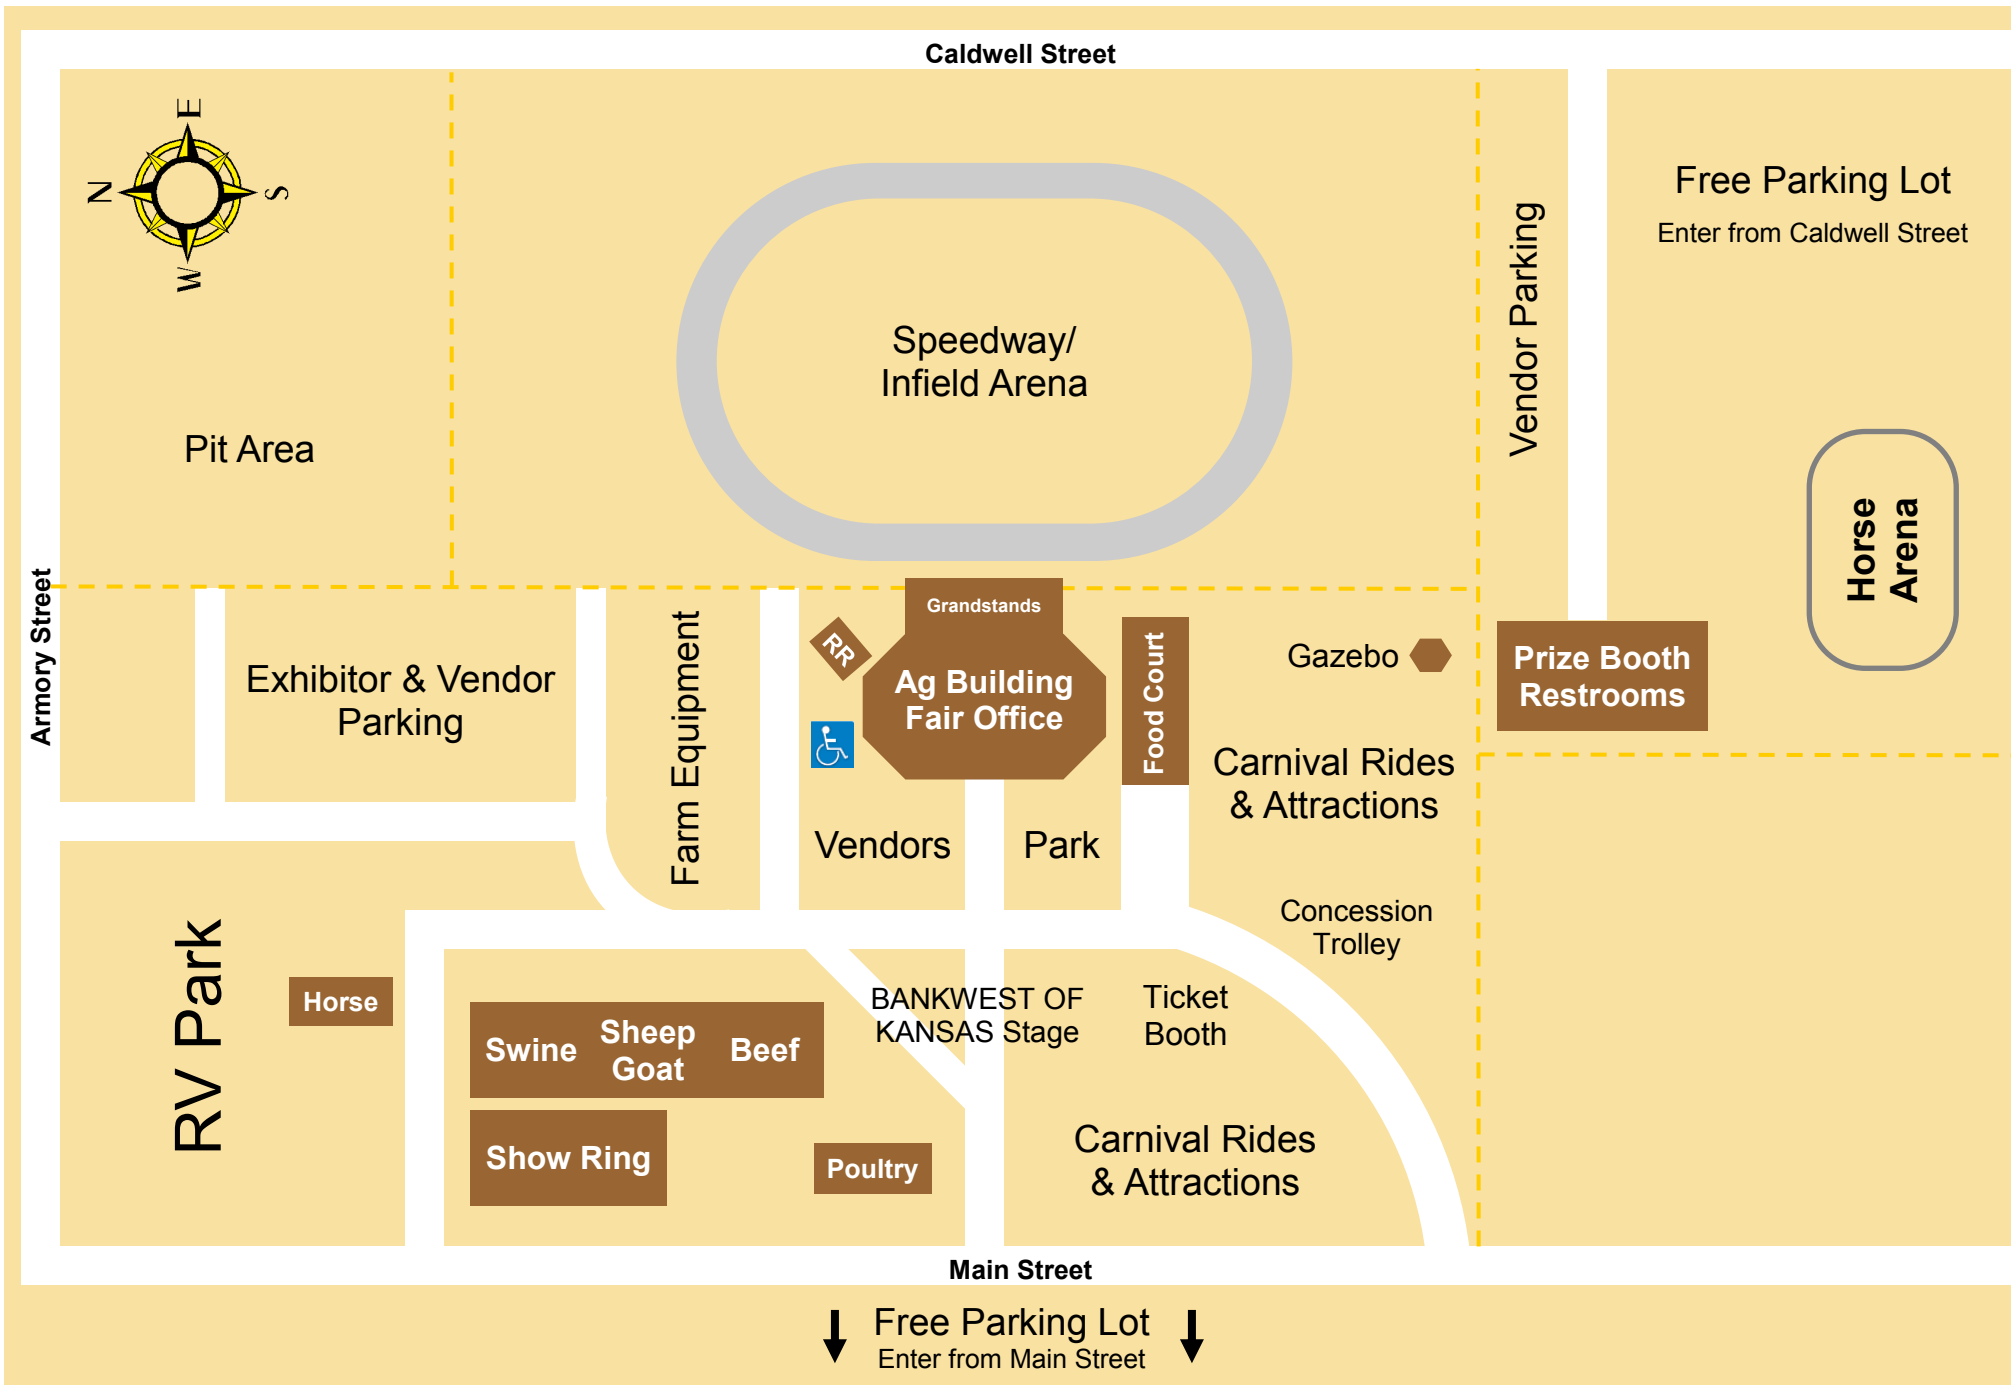 Caldwell Street
E
N
S
W
Free Parking Lot
Enter from Caldwell Street
Vendor Parking
Speedway/
Infield Arena
Pit Area
Horse
Arena
Armory Street
Grandstands
RR
Ag Building
Fair Office
Food Court
Gazebo
Prize Booth
Restrooms
Exhibitor & Vendor
Parking
Farm Equipment
Carnival Rides
& Attractions
Vendors
Park
Concession
Trolley
RV Park
Horse
Swine
Sheep
Goat
Beef
BANKWEST OF
KANSAS Stage
Ticket
Booth
Show Ring
Poultry
Carnival Rides
& Attractions
Main Street
Free Parking Lot
Enter from Main Street